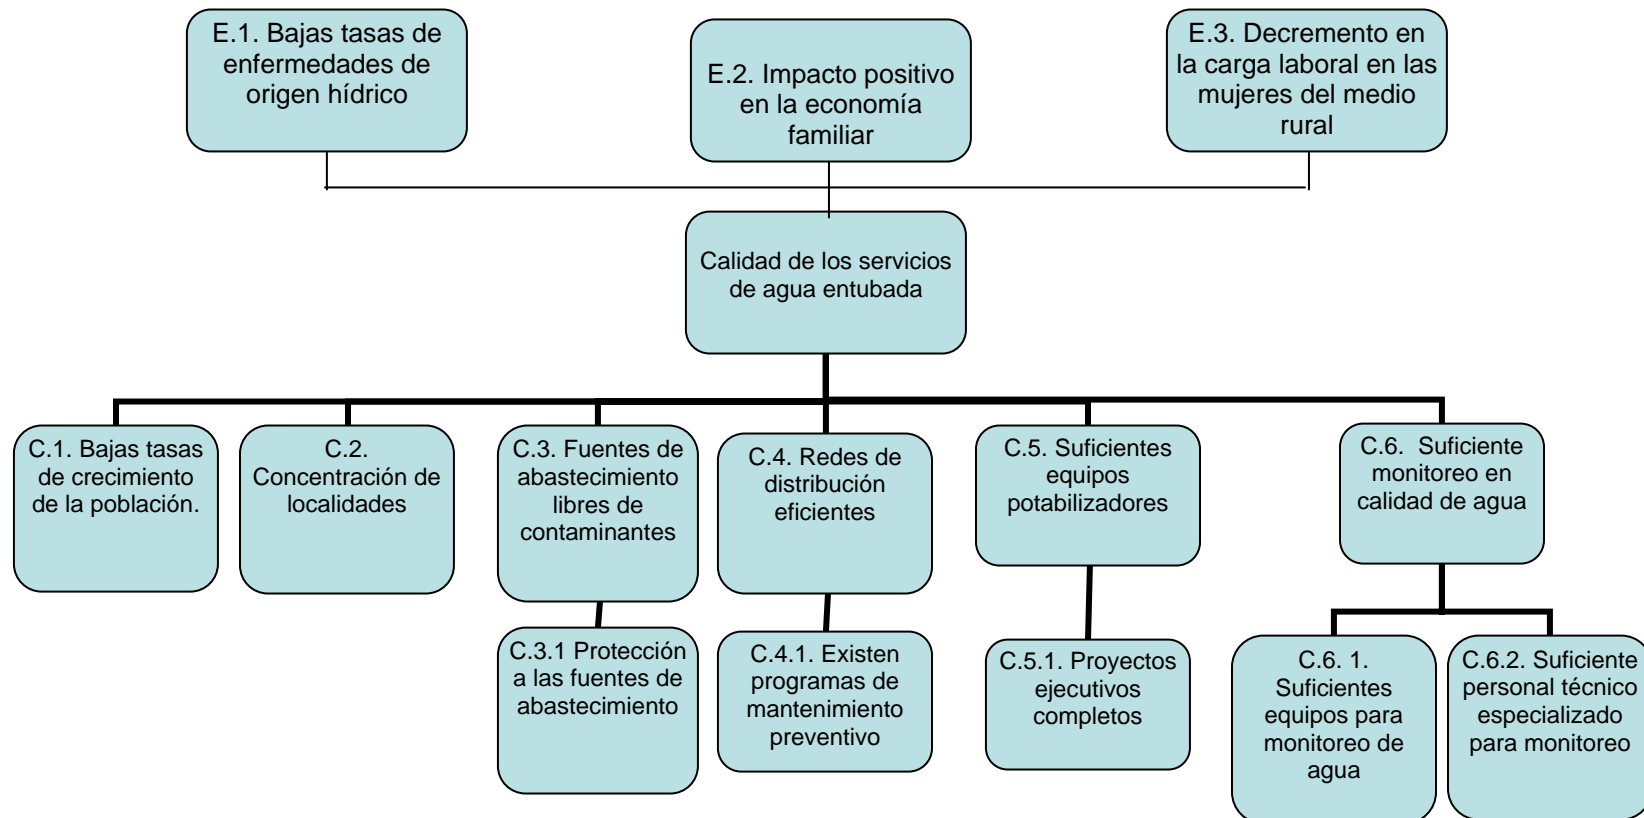 E.1. Bajas tasas de
enfermedades de
origen hídrico
E.2. Impacto positivo
en la economía
familiar
E.3. Decremento en
la carga laboral en las
mujeres del medio
rural
Calidad de los servicios
de agua entubada
C.1. Bajas tasas
de crecimiento
de la población.
C.2.
Concentración de
localidades
C.3. Fuentes de
abastecimiento
libres de
contaminantes
C.4. Redes de
distribución
eficientes
C.5. Suficientes
equipos
potabilizadores
C.6. Suficiente
monitoreo en
calidad de agua
C.3.1 Protección
a las fuentes de
abastecimiento
C.4.1. Existen
programas de
mantenimiento
preventivo
C.5.1. Proyectos
ejecutivos
completos
C.6. 1.
Suficientes
equipos para
monitoreo de
agua
C.6.2. Suficiente
personal técnico
especializado
para monitoreo